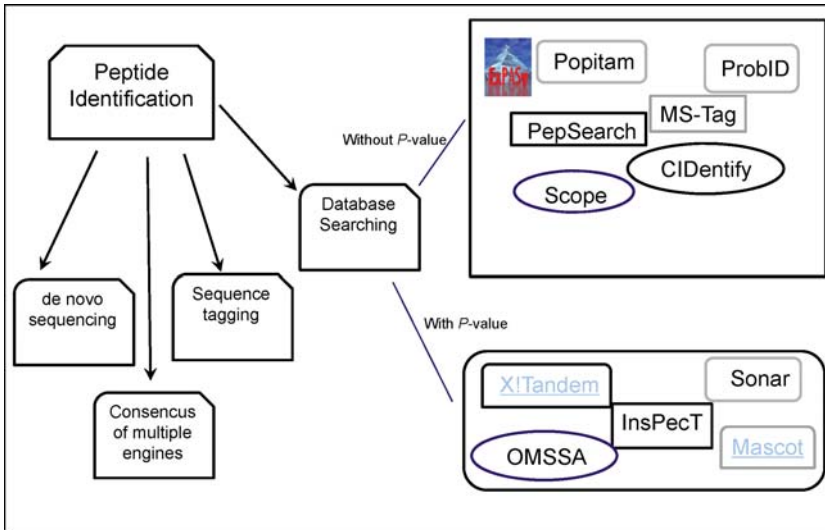 Peptide
Identification
de novo
sequencing
Consencus
of multiple
engines
Sequence
tagging
Database
Searching
Without P-value
With P-value
ExPASy
Popitam
ProbID
MS-Tag
PepSearch
CIDentify
Scope
X!Tandem
Sonar
InsPecT
OMSSA
Mascot